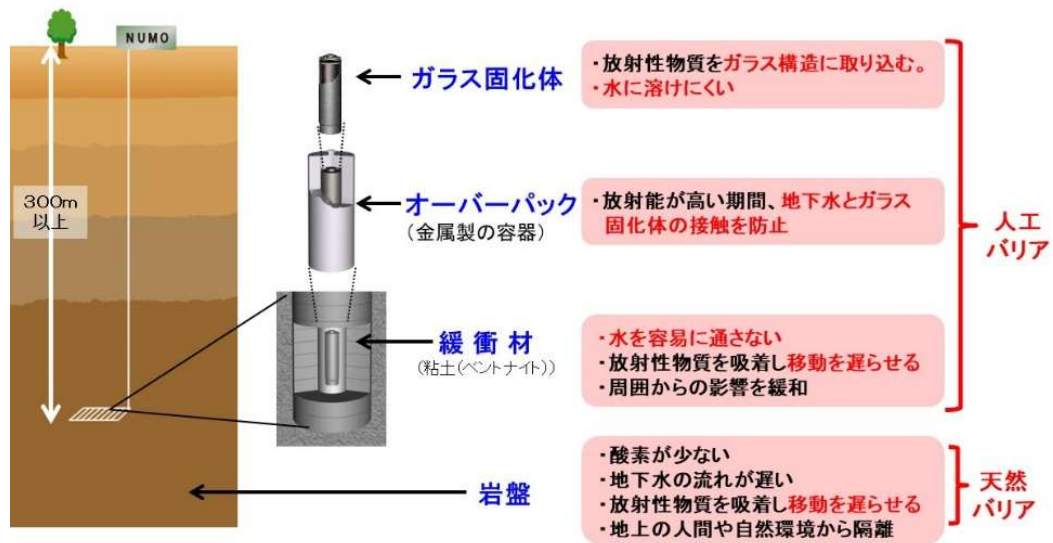 NUMO
300m
以上
ガラス固化体
・放射性物質をガラス構造に取り込む。
・水に溶けにくい
オーバーパック
(金属製の容器)
・放射能が高い期間、地下水とガラス
固化体の接触を防止
人工
バリア
緩衝材
(粘土(ベントナイト))
・水を容易に通さない
・放射性物質を吸着し移動を遅らせる
・周囲からの影響を緩和
岩盤
・酸素が少ない
・地下水の流れが遅い
・放射性物質を吸着し移動を遅らせる
・地上の人間や自然環境から隔離
天然
バリア